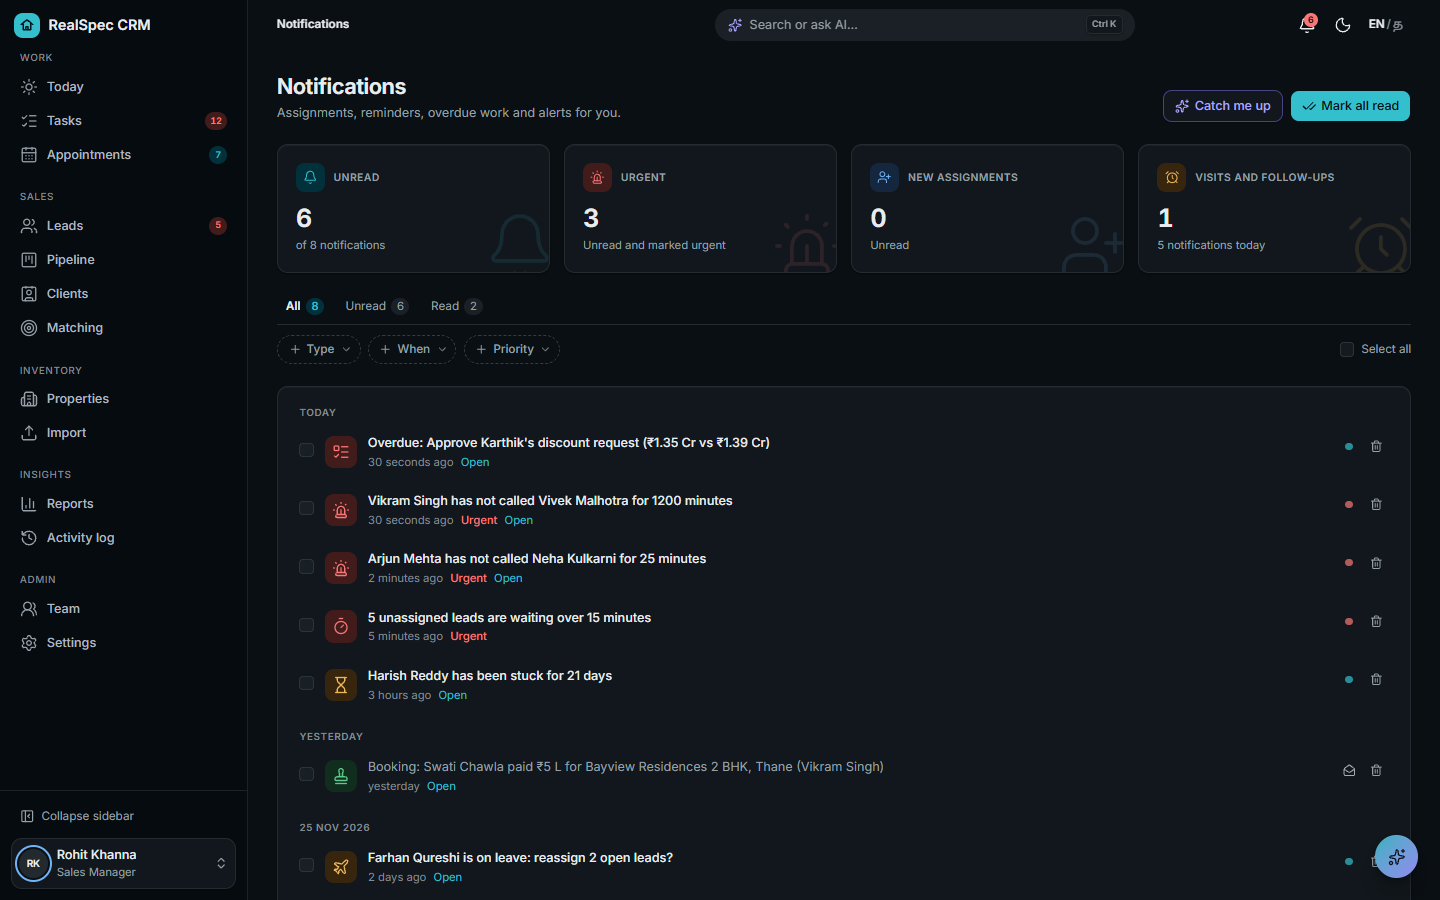 RealSpec CRM
WORK
Today
Tasks 12
Appointments 7
SALES
Leads 5
Pipeline
Clients
Matching
INVENTORY
Properties
Import
INSIGHTS
Reports
Activity log
ADMIN
Team
Settings
Collapse sidebar
RK
Rohit Khanna
Sales Manager
Notifications
Search or ask AI...
Ctrl K
6
EN / த
Notifications
Assignments, reminders, overdue work and alerts for you.
Catch me up
Mark all read
UNREAD
6
of 8 notifications
URGENT
3
Unread and marked urgent
NEW ASSIGNMENTS
0
Unread
VISITS AND FOLLOW-UPS
1
5 notifications today
All 8 Unread 6 Read 2
Type When Priority
Select all
TODAY
Overdue: Approve Karthik's discount request (₹1.35 Cr vs ₹1.39 Cr)
30 seconds ago Open
Vikram Singh has not called Vivek Malhotra for 1200 minutes
30 seconds ago Urgent Open
Arjun Mehta has not called Neha Kulkarni for 25 minutes
2 minutes ago Urgent Open
5 unassigned leads are waiting over 15 minutes
5 minutes ago Urgent
Harish Reddy has been stuck for 21 days
3 hours ago Open
YESTERDAY
Booking: Swati Chawla paid ₹5 L for Bayview Residences 2 BHK, Thane (Vikram Singh)
yesterday Open
25 NOV 2026
Farhan Qureshi is on leave: reassign 2 open leads?
2 days ago Open